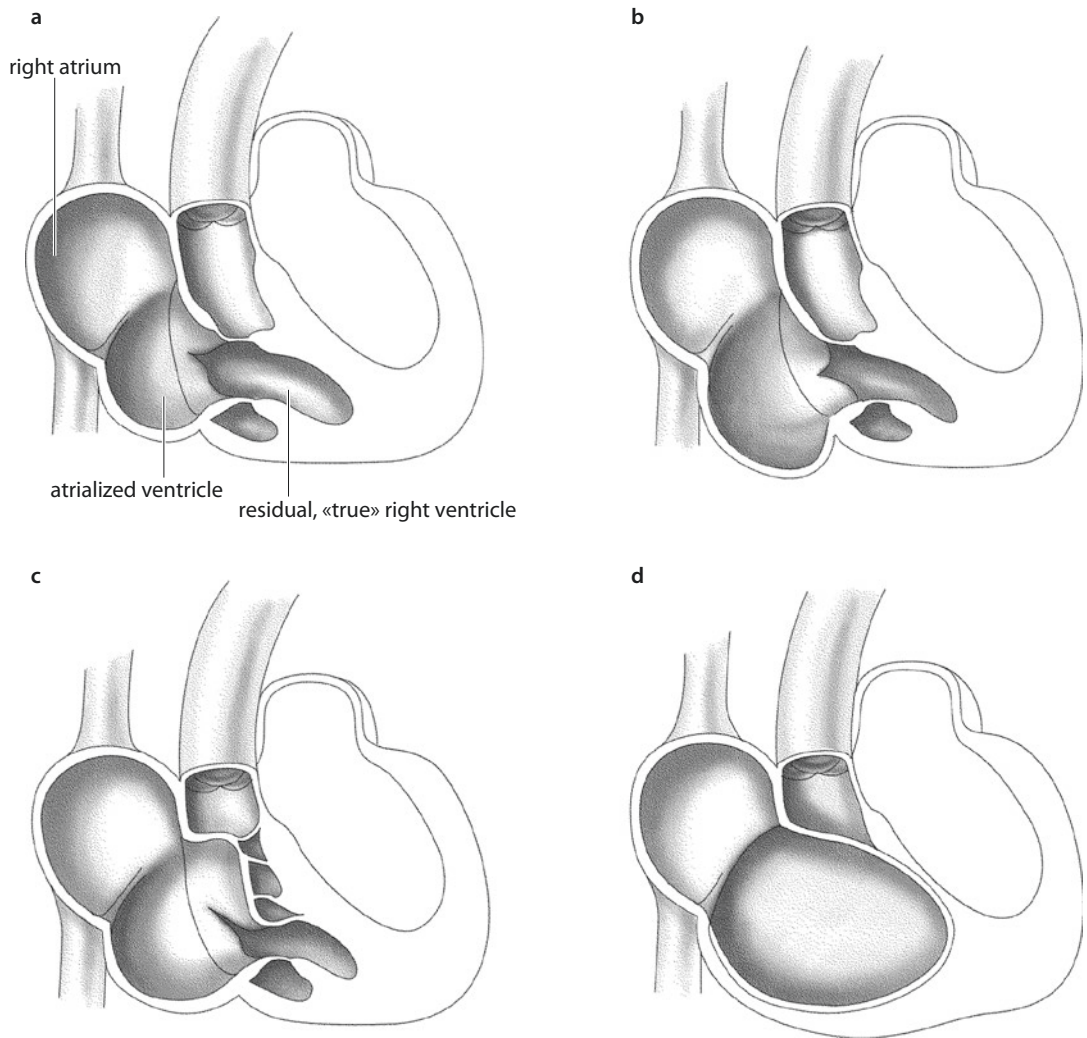 a
b
right atrium
atrialized ventricle
residual, «true» right ventricle
c
d